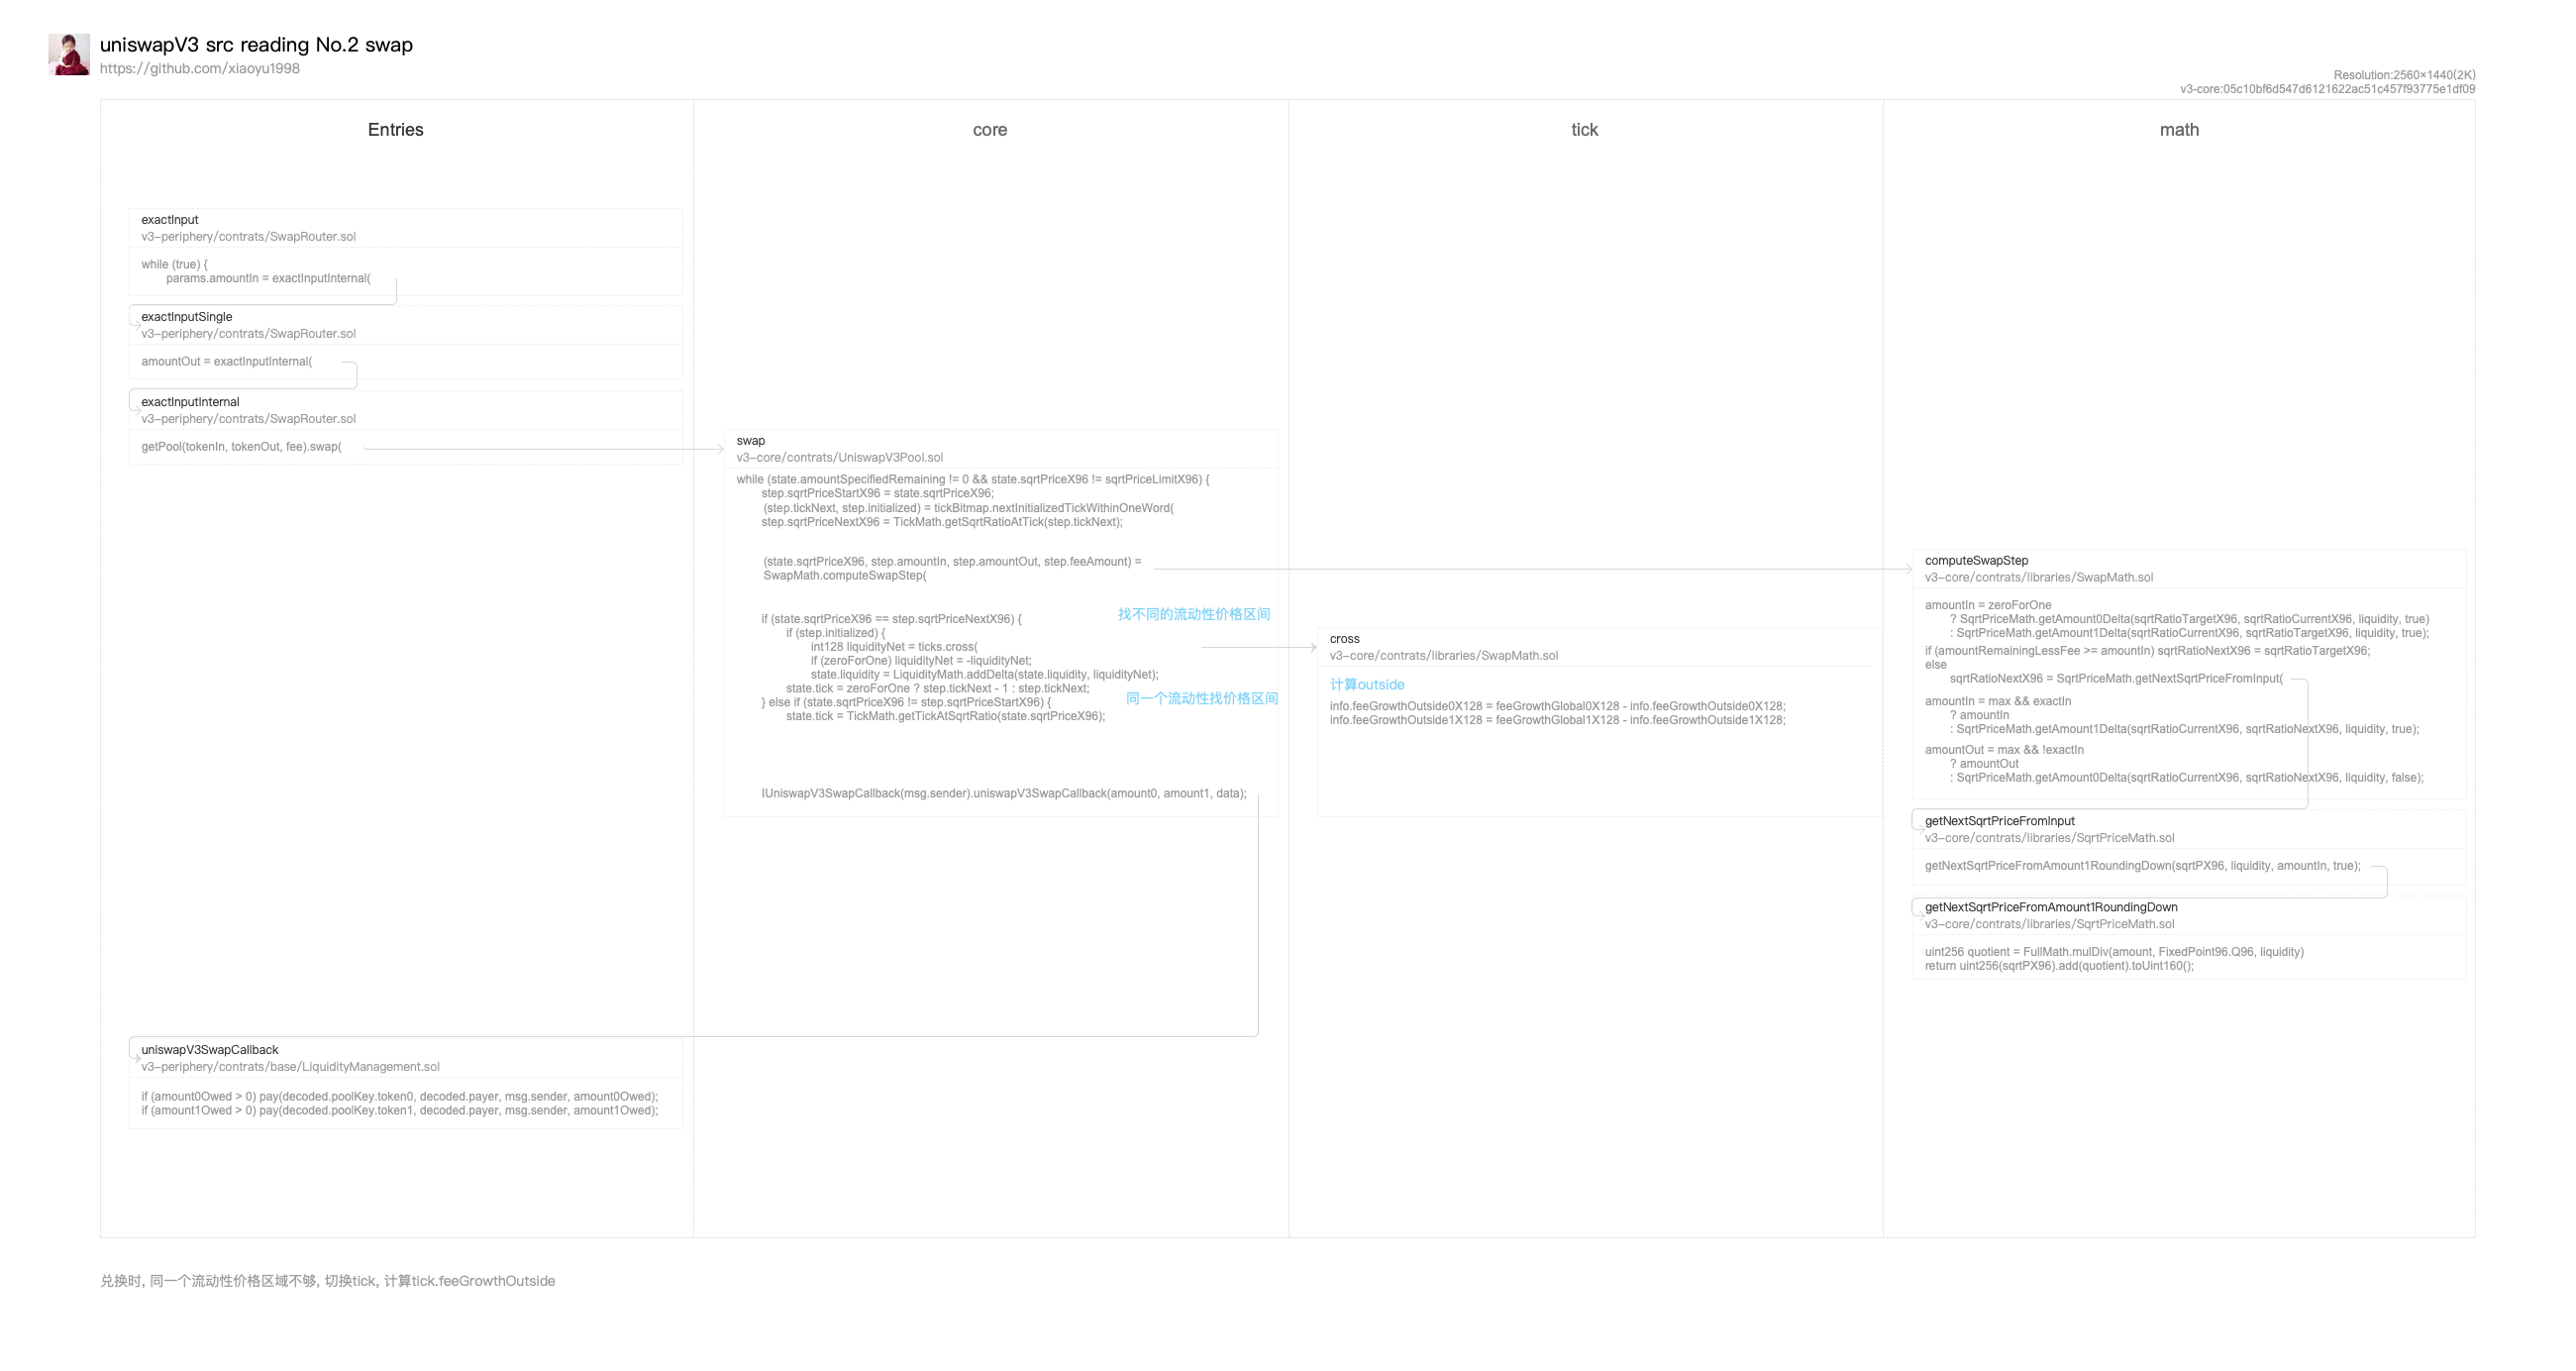 uniswapV3 src reading No.2 swap
https://github.com/xiaoyu1998
Resolution:2560×1440(2K)
v3-core:05c10bf6d547d6121622ac51c457f93775e1df09
Entries
core
tick
math
exactInput
v3-periphery/contrats/SwapRouter.sol
while (true) {
params.amountIn = exactInputInternal(
exactInputSingle
v3-periphery/contrats/SwapRouter.sol
amountOut = exactInputInternal(
exactInputInternal
v3-periphery/contrats/SwapRouter.sol
getPool(tokenIn, tokenOut, fee).swap(
swap
v3-core/contrats/UniswapV3Pool.sol
while (state.amountSpecifiedRemaining != 0 && state.sqrtPriceX96 != sqrtPriceLimitX96) {
step.sqrtPriceStartX96 = state.sqrtPriceX96;
(step.tickNext, step.initialized) = tickBitmap.nextInitializedTickWithinOneWord(
step.sqrtPriceNextX96 = TickMath.getSqrtRatioAtTick(step.tickNext);
(state.sqrtPriceX96, step.amountIn, step.amountOut, step.feeAmount) =
SwapMath.computeSwapStep(
找不同的流动性价格区间
if (state.sqrtPriceX96 == step.sqrtPriceNextX96) {
if (step.initialized) {
int128 liquidityNet = ticks.cross(
if (zeroForOne) liquidityNet = -liquidityNet;
state.liquidity = LiquidityMath.addDelta(state.liquidity, liquidityNet);
state.tick = zeroForOne ? step.tickNext - 1 : step.tickNext;
同一个流动性找价格区间
} else if (state.sqrtPriceX96 != step.sqrtPriceStartX96) {
state.tick = TickMath.getTickAtSqrtRatio(state.sqrtPriceX96);
IUniswapV3SwapCallback(msg.sender).uniswapV3SwapCallback(amount0, amount1, data);
cross
v3-core/contrats/libraries/SwapMath.sol
计算outside
info.feeGrowthOutside0X128 = feeGrowthGlobal0X128 - info.feeGrowthOutside0X128;
info.feeGrowthOutside1X128 = feeGrowthGlobal1X128 - info.feeGrowthOutside1X128;
computeSwapStep
v3-core/contrats/libraries/SwapMath.sol
amountIn = zeroForOne
? SqrtPriceMath.getAmount0Delta(sqrtRatioTargetX96, sqrtRatioCurrentX96, liquidity, true)
: SqrtPriceMath.getAmount1Delta(sqrtRatioCurrentX96, sqrtRatioTargetX96, liquidity, true);
if (amountRemainingLessFee >= amountIn) sqrtRatioNextX96 = sqrtRatioTargetX96;
else
sqrtRatioNextX96 = SqrtPriceMath.getNextSqrtPriceFromInput(
amountIn = max && exactIn
? amountIn
: SqrtPriceMath.getAmount1Delta(sqrtRatioCurrentX96, sqrtRatioNextX96, liquidity, true);
amountOut = max && !exactIn
? amountOut
: SqrtPriceMath.getAmount0Delta(sqrtRatioCurrentX96, sqrtRatioNextX96, liquidity, false);
getNextSqrtPriceFromInput
v3-core/contrats/libraries/SqrtPriceMath.sol
getNextSqrtPriceFromAmount1RoundingDown(sqrtPX96, liquidity, amountIn, true);
getNextSqrtPriceFromAmount1RoundingDown
v3-core/contrats/libraries/SqrtPriceMath.sol
uint256 quotient = FullMath.mulDiv(amount, FixedPoint96.Q96, liquidity)
return uint256(sqrtPX96).add(quotient).toUint160();
uniswapV3SwapCallback
v3-periphery/contrats/base/LiquidityManagement.sol
if (amount0Owed > 0) pay(decoded.poolKey.token0, decoded.payer, msg.sender, amount0Owed);
if (amount1Owed > 0) pay(decoded.poolKey.token1, decoded.payer, msg.sender, amount1Owed);
兑换时, 同一个流动性价格区域不够, 切换tick, 计算tick.feeGrowthOutside